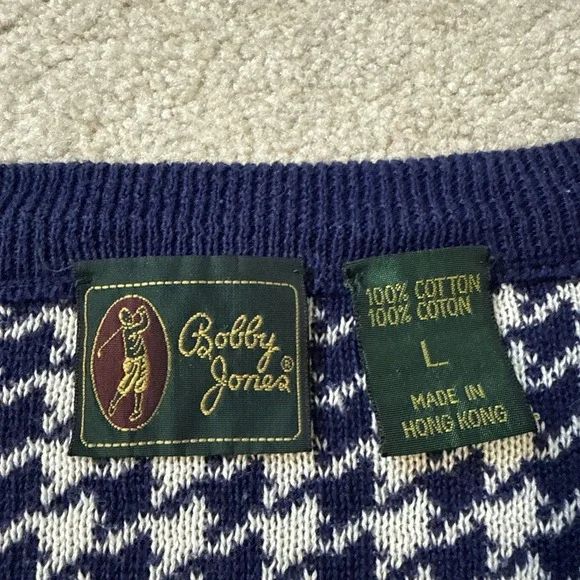 Bobby
Jones®
100% COTTON
100% COTON
L
MADE IN
HONG KONG